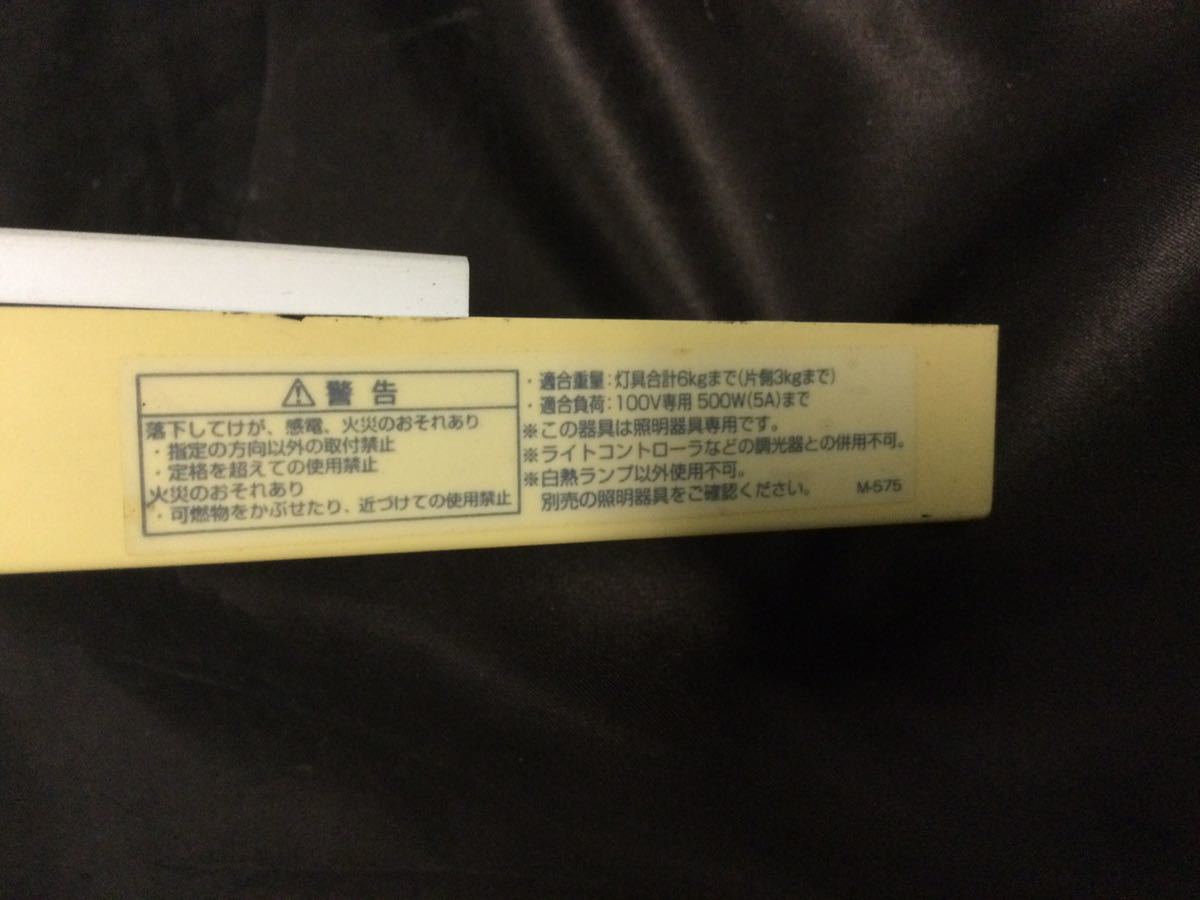 ⚠ 警告
落下してけが、感電、火災のおそれあり
・指定の方向以外の取付禁止
・定格を超えての使用禁止
火災のおそれあり
・可燃物をかぶせたり、近づけての使用禁止
・適合重量：灯具合計6kgまで(片側3kgまで)
・適合負荷：100V専用 500W(5A)まで
※この器具は照明器具専用です。
※ライトコントローラなどの調光器との併用不可。
※白熱ランプ以外使用不可。
別売の照明器具をご確認ください。
M-575